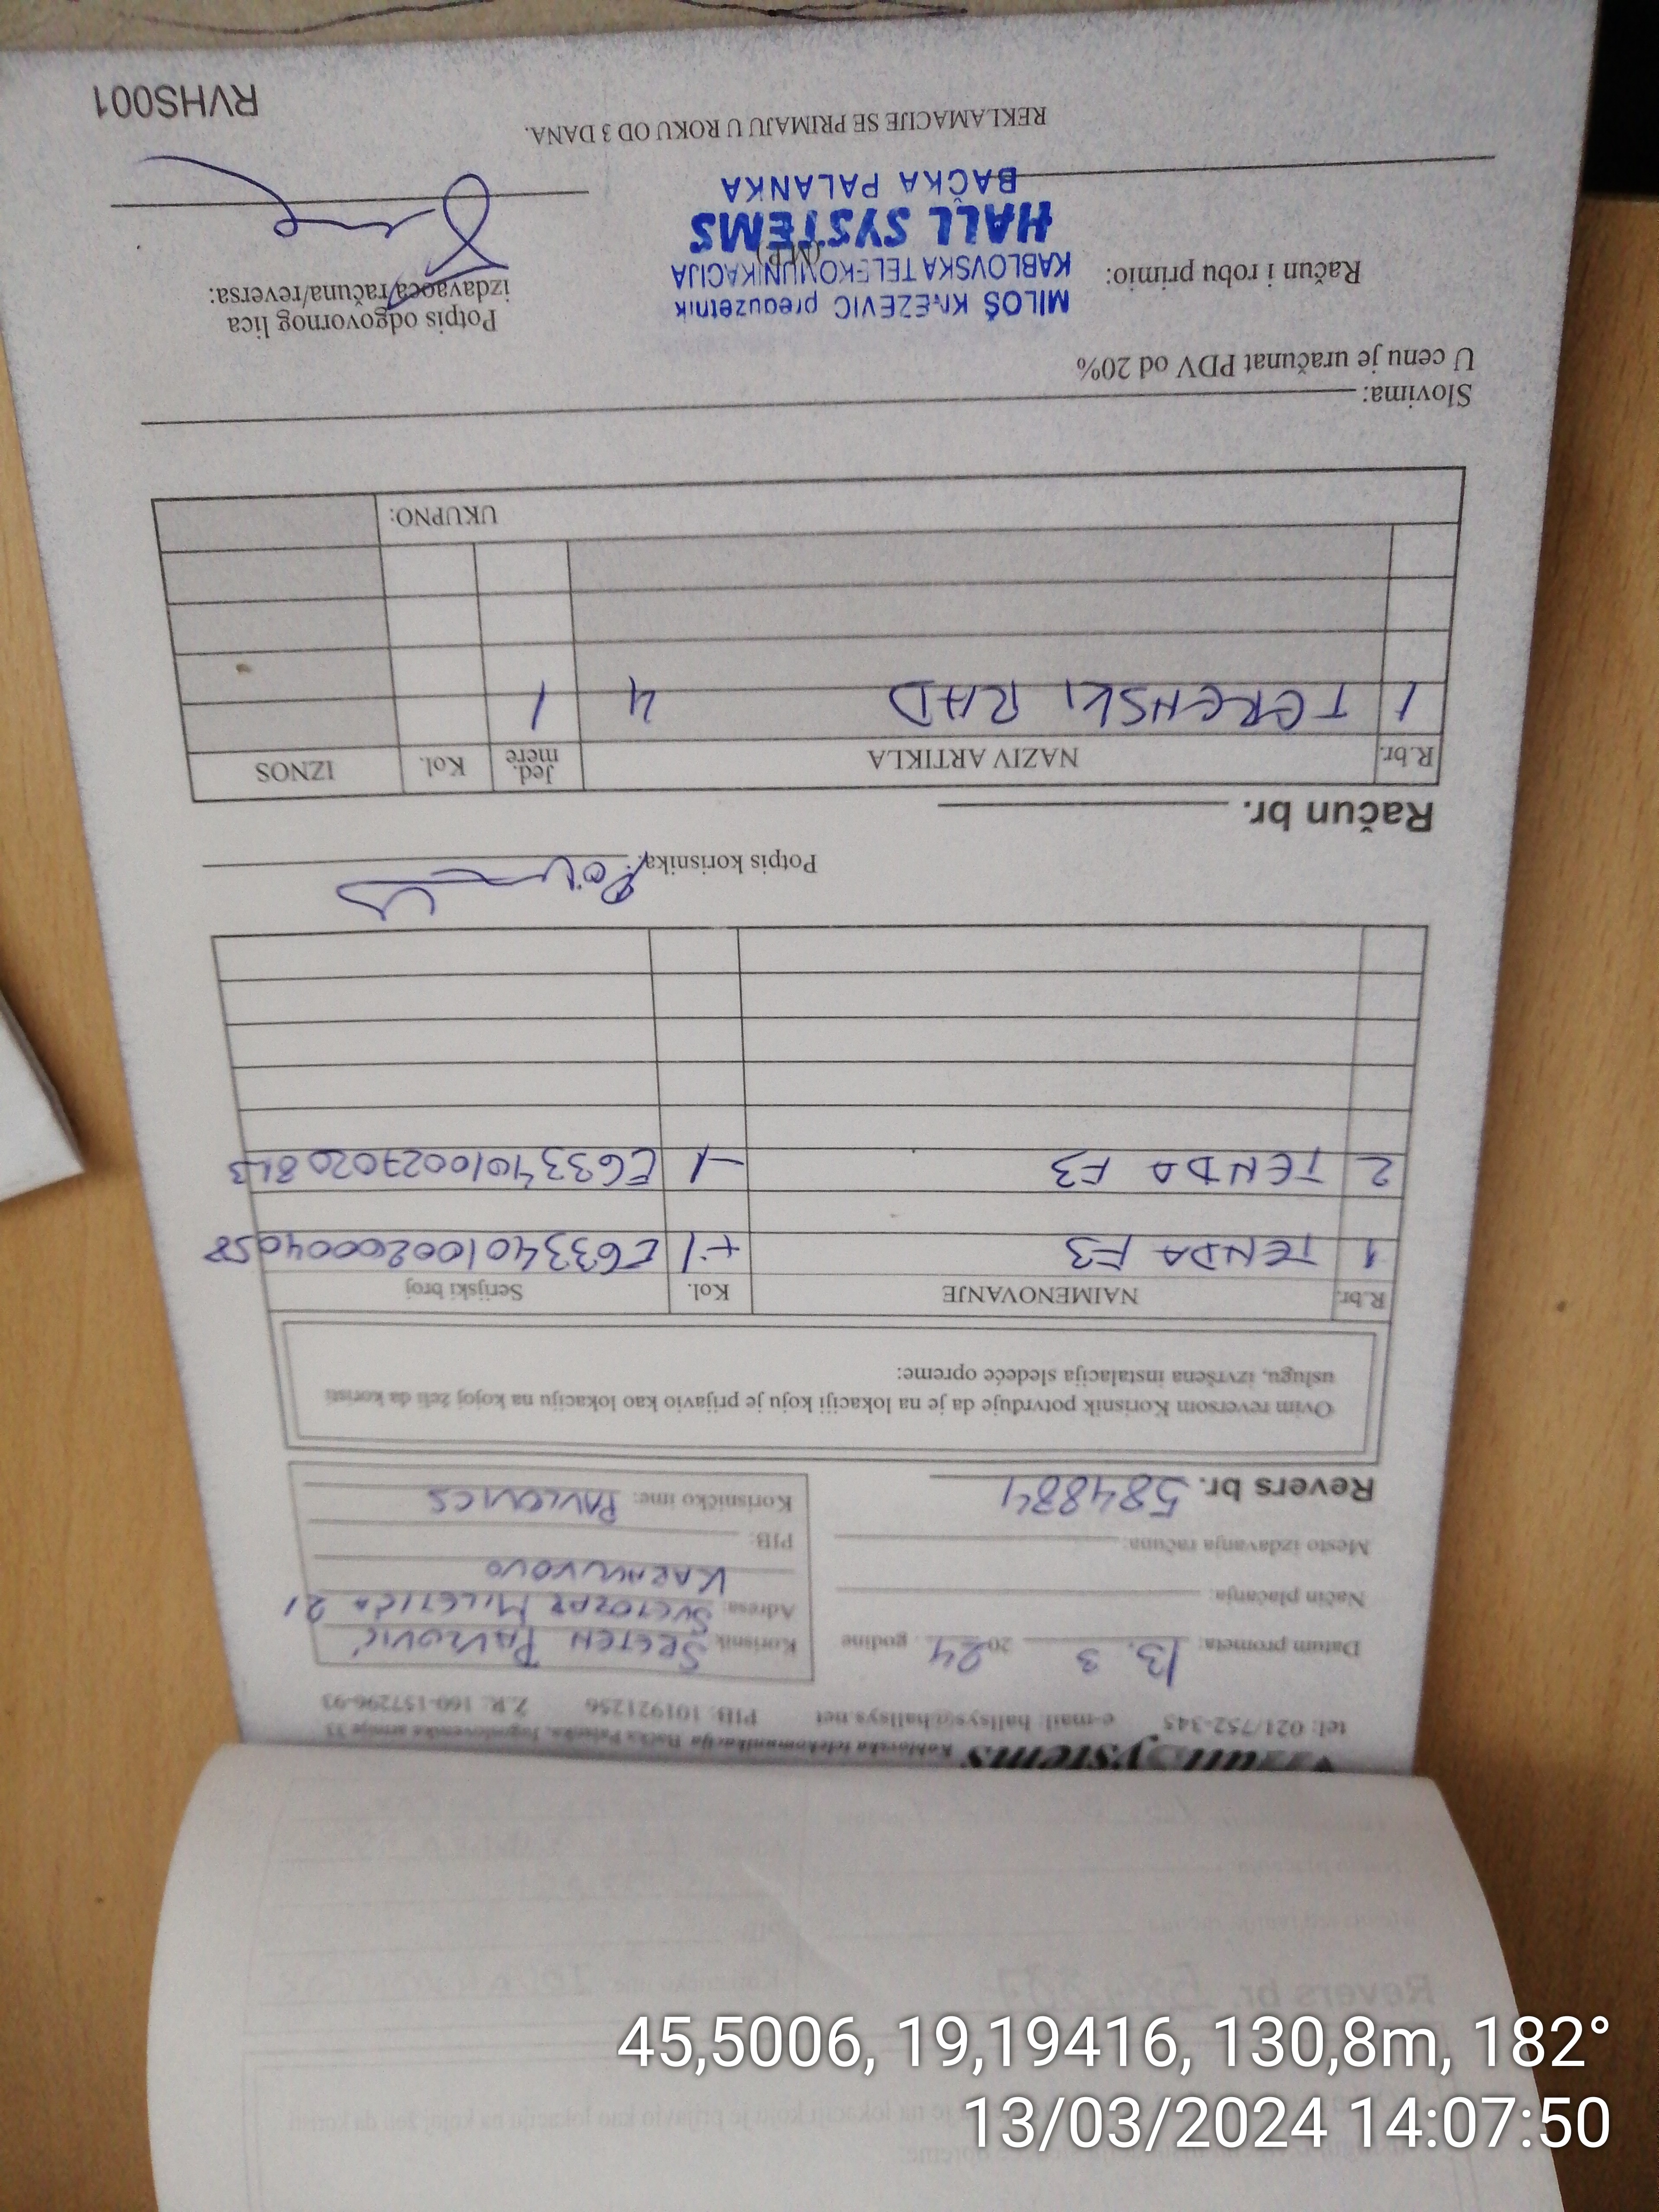 Hall Systems Kablovska telekomunikacija Bačka Palanka, Jugoslovenske armije 33
tel: 021/752-345 e-mail: hallsys@hallsys.net PIB: 101921256 Ž.R.: 160-157296-93
Datum prometa: 13. 3 2024 godine
Način plaćanja:
Mesto izdavanja računa:
Revers br. 584884
Korisnik: SRETEN PAVLOVIĆ
Adresa: SVETOZAR MILETIĆA 21
KARAVUKOVO
PIB:
Korisničko ime: PAVLOVICS
Ovim reversom Korisnik potvrđuje da je na lokaciji koju je prijavio kao lokaciju na kojoj želi da koristi
uslugu, izvršena instalacija sledeće opreme:
R.br. NAIMENOVANJE Kol. Serijski broj
1 TENDA F3 +1 E63340100260004058
2 TENDA F3 -1
Potpis korisnika:
Račun br.
R.br. NAZIV ARTIKLA Jed. mere Kol. IZNOS
1 TERENSKI RAD 4 1
UKUPNO:
Slovima:
U cenu je uračunat PDV od 20%
Račun i robu primio:
(MP)
MILOŠ KNEŽEVIĆ preduzetnik
KABLOVSKA TELEKOMUNIKACIJA
HALL SYSTEMS
BAČKA PALANKA
Potpis odgovornog lica
izdavaoca računa/reversa:
REKLAMACIJE SE PRIMAJU U ROKU OD 3 DANA.
RVHS001
Revers br.
45,5006, 19,19416, 130,8m, 182°
13/03/2024 14:07:50